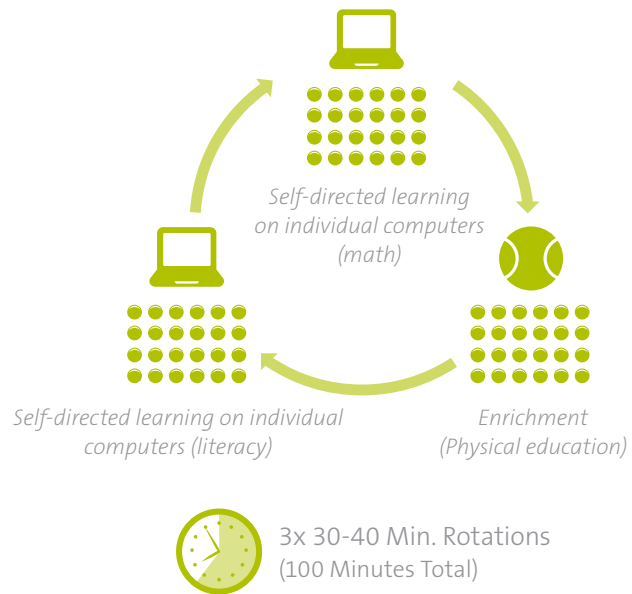 Self-directed learning
on individual computers
(math)
Self-directed learning on individual
computers (literacy)
Enrichment
(Physical education)
3x 30-40 Min. Rotations
(100 Minutes Total)